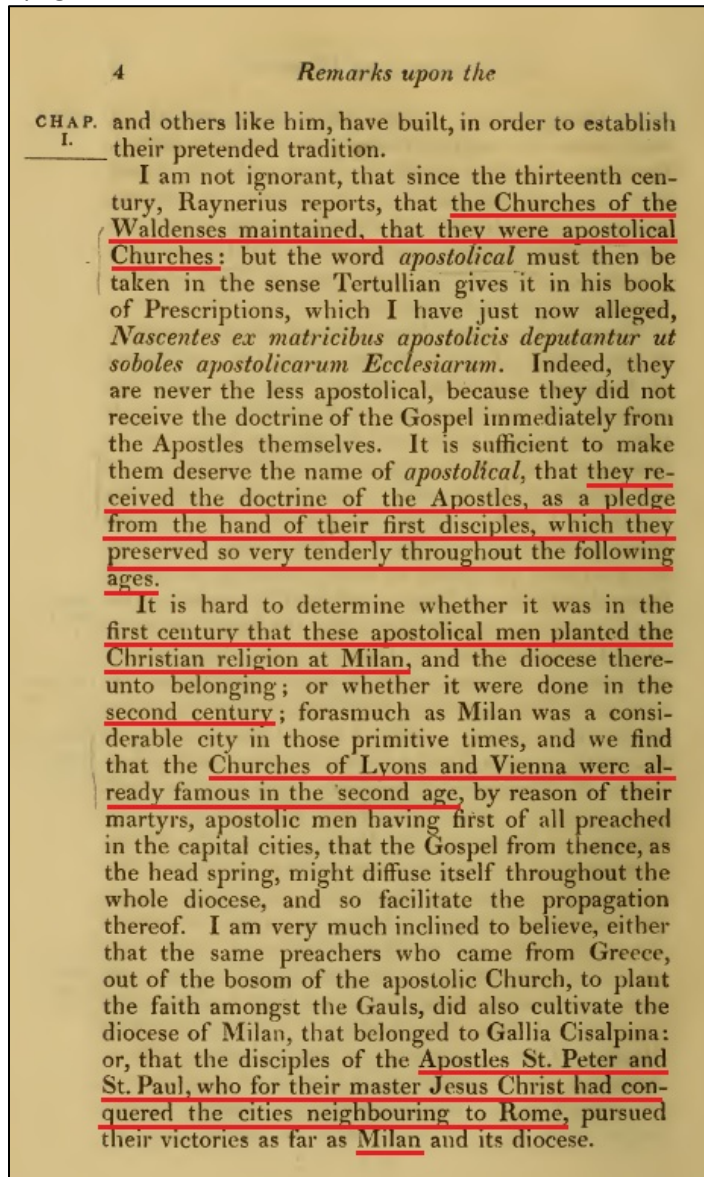 4 Remarks upon the
CHAP. and others like him, have built, in order to establish
I. their pretended tradition.
I am not ignorant, that since the thirteenth cen-
tury, Raynerius reports, that the Churches of the
Waldenses maintained, that they were apostolical
Churches: but the word apostolical must then be
taken in the sense Tertullian gives it in his book
of Prescriptions, which I have just now alleged,
Nascentes ex matricibus apostolicis deputantur ut
soboles apostolicarum Ecclesiarum. Indeed, they
are never the less apostolical, because they did not
receive the doctrine of the Gospel immediately from
the Apostles themselves. It is sufficient to make
them deserve the name of apostolical, that they re-
ceived the doctrine of the Apostles, as a pledge
from the hand of their first disciples, which they
preserved so very tenderly throughout the following
ages.
It is hard to determine whether it was in the
first century that these apostolical men planted the
Christian religion at Milan, and the diocese there-
unto belonging; or whether it were done in the
second century; forasmuch as Milan was a consi-
derable city in those primitive times, and we find
that the Churches of Lyons and Vienna were al-
ready famous in the second age, by reason of their
martyrs, apostolic men having first of all preached
in the capital cities, that the Gospel from thence, as
the head spring, might diffuse itself throughout the
whole diocese, and so facilitate the propagation
thereof. I am very much inclined to believe, either
that the same preachers who came from Greece,
out of the bosom of the apostolic Church, to plant
the faith amongst the Gauls, did also cultivate the
diocese of Milan, that belonged to Gallia Cisalpina:
or, that the disciples of the Apostles St. Peter and
St. Paul, who for their master Jesus Christ had con-
quered the cities neighbouring to Rome, pursued
their victories as far as Milan and its diocese.